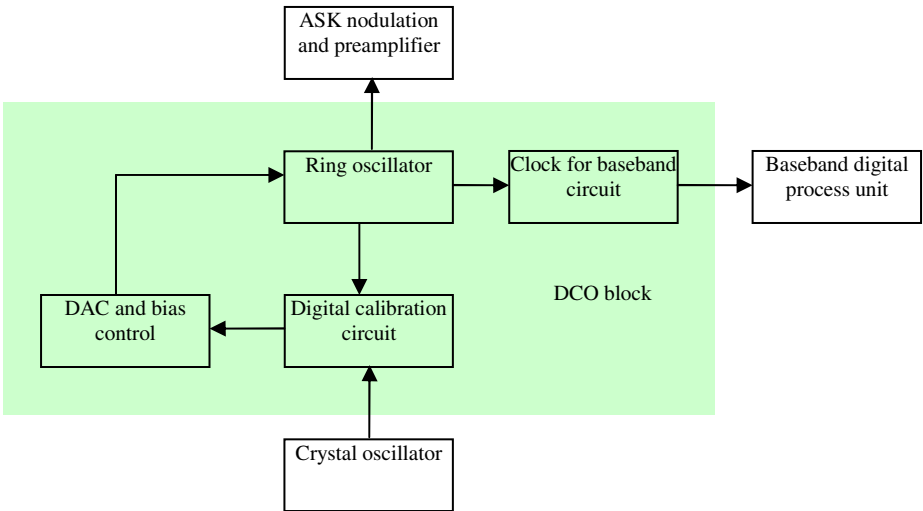 ASK nodulation
and preamplifier
Ring oscillator
Clock for baseband
circuit
Baseband digital
process unit
DAC and bias
control
Digital calibration
circuit
DCO block
Crystal oscillator